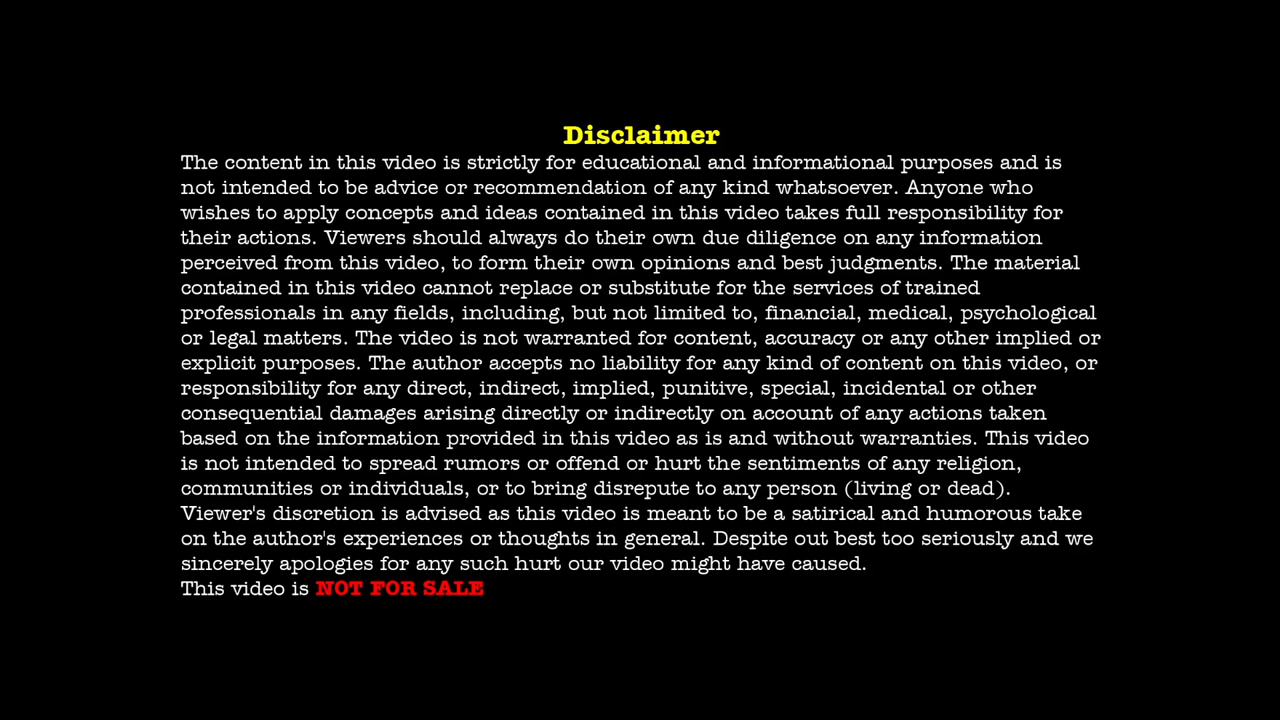 Disclaimer
The content in this video is strictly for educational and informational purposes and is
not intended to be advice or recommendation of any kind whatsoever. Anyone who
wishes to apply concepts and ideas contained in this video takes full responsibility for
their actions. Viewers should always do their own due diligence on any information
perceived from this video, to form their own opinions and best judgments. The material
contained in this video cannot replace or substitute for the services of trained
professionals in any fields, including, but not limited to, financial, medical, psychological
or legal matters. The video is not warranted for content, accuracy or any other implied or
explicit purposes. The author accepts no liability for any kind of content on this video, or
responsibility for any direct, indirect, implied, punitive, special, incidental or other
consequential damages arising directly or indirectly on account of any actions taken
based on the information provided in this video as is and without warranties. This video
is not intended to spread rumors or offend or hurt the sentiments of any religion,
communities or individuals, or to bring disrepute to any person (living or dead).
Viewer's discretion is advised as this video is meant to be a satirical and humorous take
on the author's experiences or thoughts in general. Despite out best too seriously and we
sincerely apologies for any such hurt our video might have caused.
This video is NOT FOR SALE